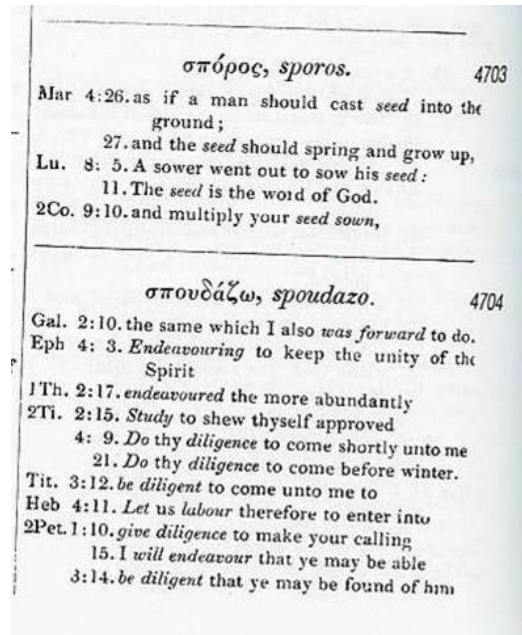 σπόρος, sporos. 4703
Mar 4:26. as if a man should cast seed into the
ground;
27. and the seed should spring and grow up,
Lu. 8: 5. A sower went out to sow his seed:
11. The seed is the word of God.
2Co. 9:10. and multiply your seed sown,
σπουδάζω, spoudazo. 4704
Gal. 2:10. the same which I also was forward to do.
Eph 4: 3. Endeavouring to keep the unity of the
Spirit
1Th. 2:17. endeavoured the more abundantly
2Ti. 2:15. Study to shew thyself approved
4: 9. Do thy diligence to come shortly unto me
21. Do thy diligence to come before winter.
Tit. 3:12. be diligent to come unto me to
Heb 4:11. Let us labour therefore to enter into
2Pet. 1:10. give diligence to make your calling
15. I will endeavour that ye may be able
3:14. be diligent that ye may be found of him